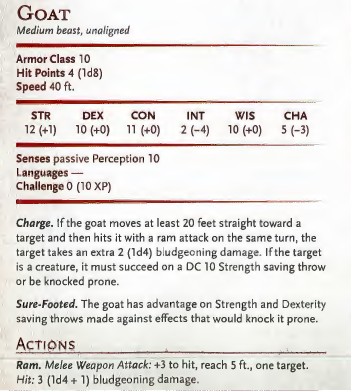 GOAT
Medium beast, unaligned
Armor Class 10
Hit Points 4 (1d8)
Speed 40 ft.
STR DEX CON INT WIS CHA
12 (+1) 10 (+0) 11 (+0) 2 (−4) 10 (+0) 5 (−3)
Senses passive Perception 10
Languages —
Challenge 0 (10 XP)
Charge. If the goat moves at least 20 feet straight toward a
target and then hits it with a ram attack on the same turn, the
target takes an extra 2 (1d4) bludgeoning damage. If the target
is a creature, it must succeed on a DC 10 Strength saving throw
or be knocked prone.
Sure-Footed. The goat has advantage on Strength and Dexterity
saving throws made against effects that would knock it prone.
ACTIONS
Ram. Melee Weapon Attack: +3 to hit, reach 5 ft., one target.
Hit: 3 (1d4 + 1) bludgeoning damage.